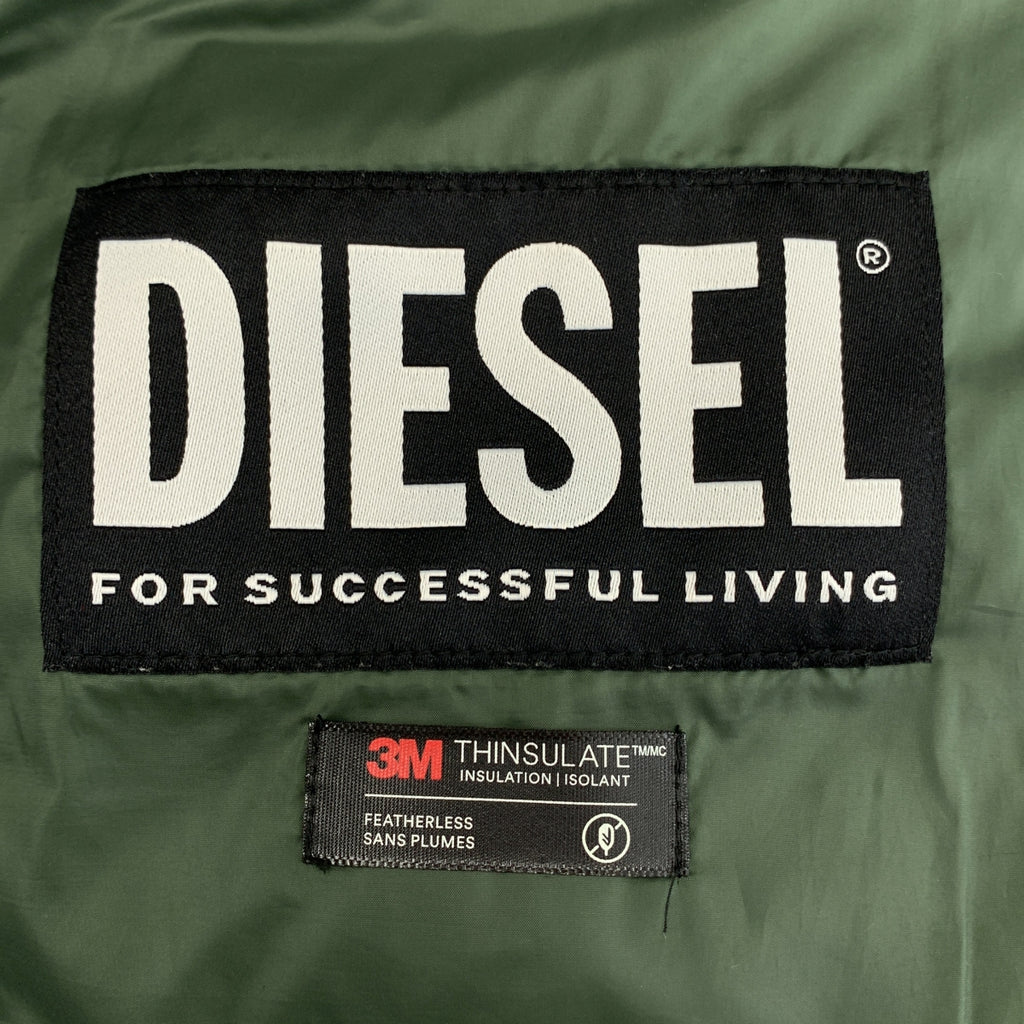 DIESEL®
FOR SUCCESSFUL LIVING
3M THINSULATE™/MC
INSULATION | ISOLANT
FEATHERLESS
SANS PLUMES